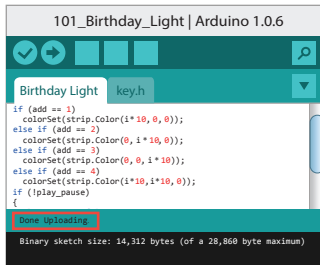 101_Birthday_Light | Arduino 1.0.6
Birthday Light key.h
if (add == 1)
colorSet(strip.Color(i*10,0,0));
else if (add == 2)
colorSet(strip.Color(0,i*10,0));
else if (add == 3)
colorSet(strip.Color(0,0,i*10));
else if (add == 4)
colorSet(strip.Color(i*10,i*10,0));
if (!play_pause)
{
Done Uploading.
Binary sketch size: 14,312 bytes (of a 28,860 byte maximum)